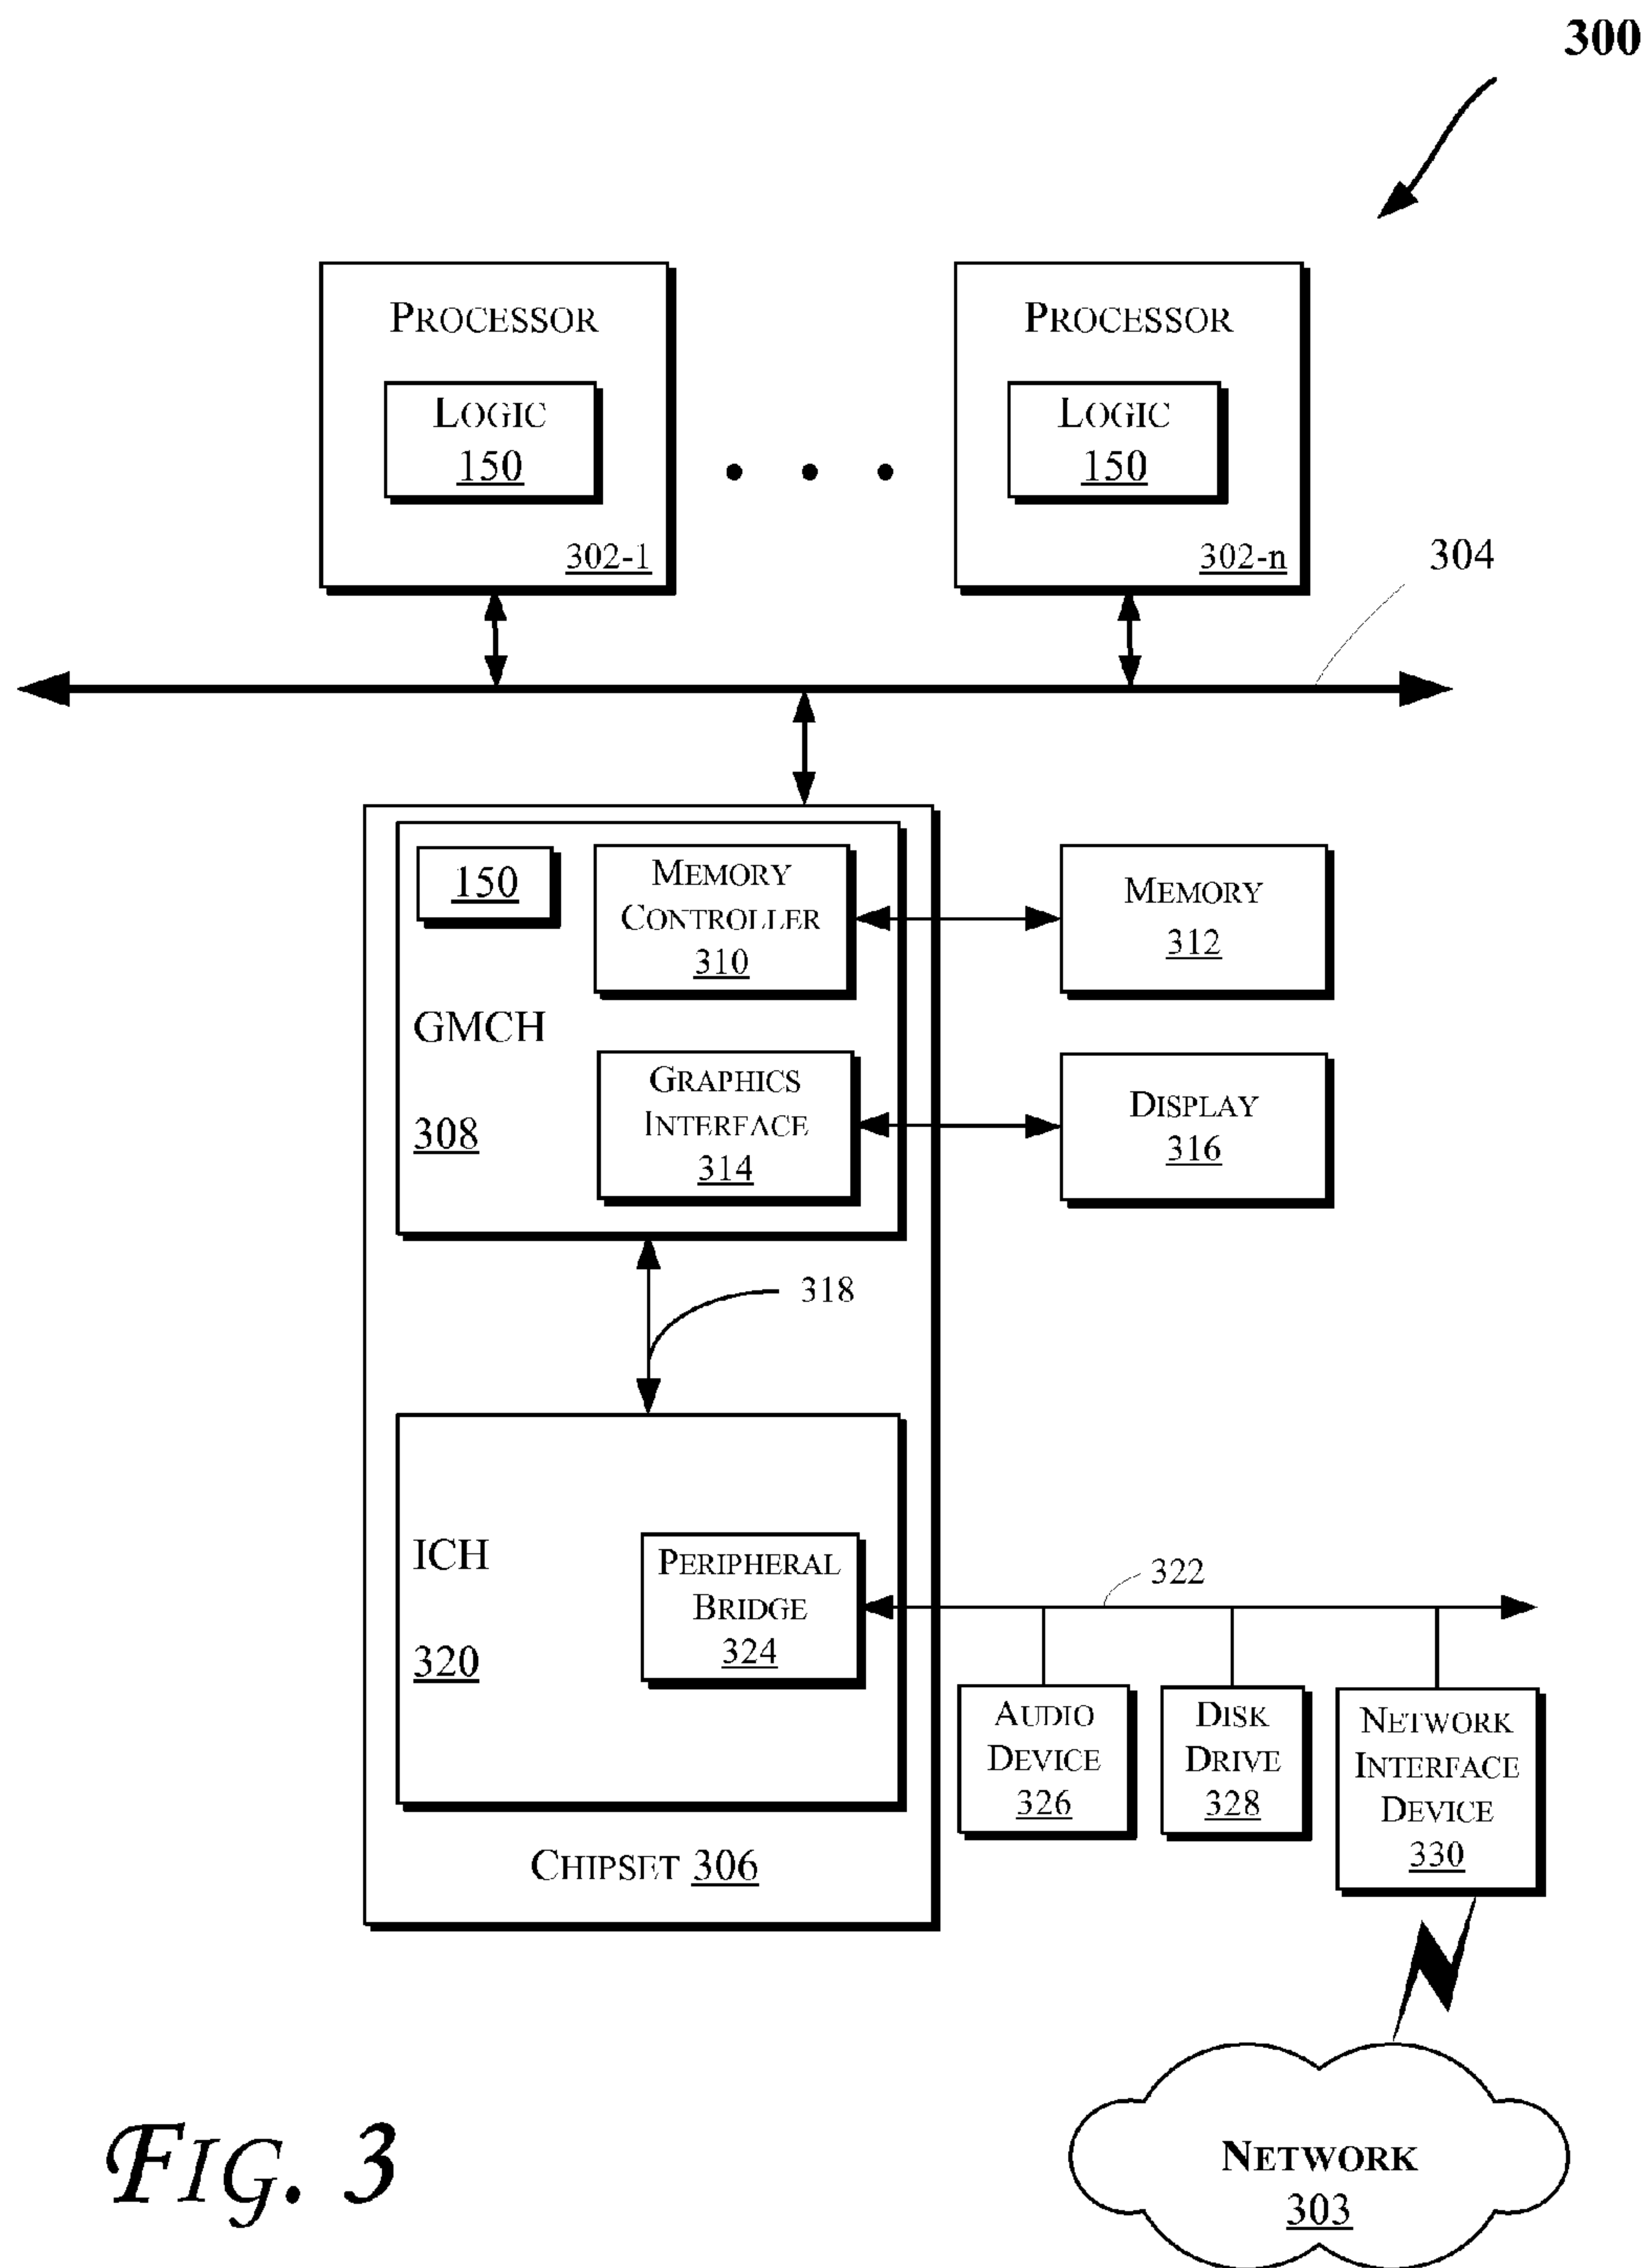 300
PROCESSOR
LOGIC
150
302-1
PROCESSOR
LOGIC
150
302-n
304
150
MEMORY
CONTROLLER
310
MEMORY
312
GMCH
308
GRAPHICS
INTERFACE
314
DISPLAY
316
318
ICH
320
PERIPHERAL
BRIDGE
324
322
AUDIO
DEVICE
326
DISK
DRIVE
328
NETWORK
INTERFACE
DEVICE
330
CHIPSET 306
NETWORK
303
FIG. 3